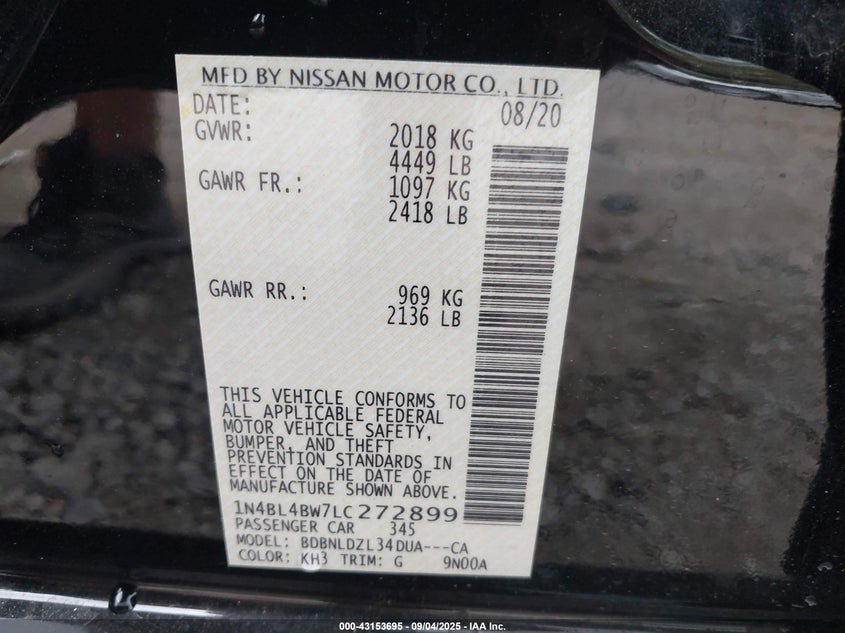 MFD BY NISSAN MOTOR CO., LTD.
DATE: 08/20
GVWR: 2018 KG
4449 LB
GAWR FR.: 1097 KG
2418 LB
GAWR RR.: 969 KG
2136 LB
THIS VEHICLE CONFORMS TO
ALL APPLICABLE FEDERAL
MOTOR VEHICLE SAFETY,
BUMPER, AND THEFT
PREVENTION STANDARDS IN
EFFECT ON THE DATE OF
MANUFACTURE SHOWN ABOVE.
1N4BL4BW7LC272899
PASSENGER CAR 345
MODEL: BDBNLDZL34DUA---CA
COLOR: KH3 TRIM: G 9N00A
000-43153695 - 09/04/2025 - IAA Inc.